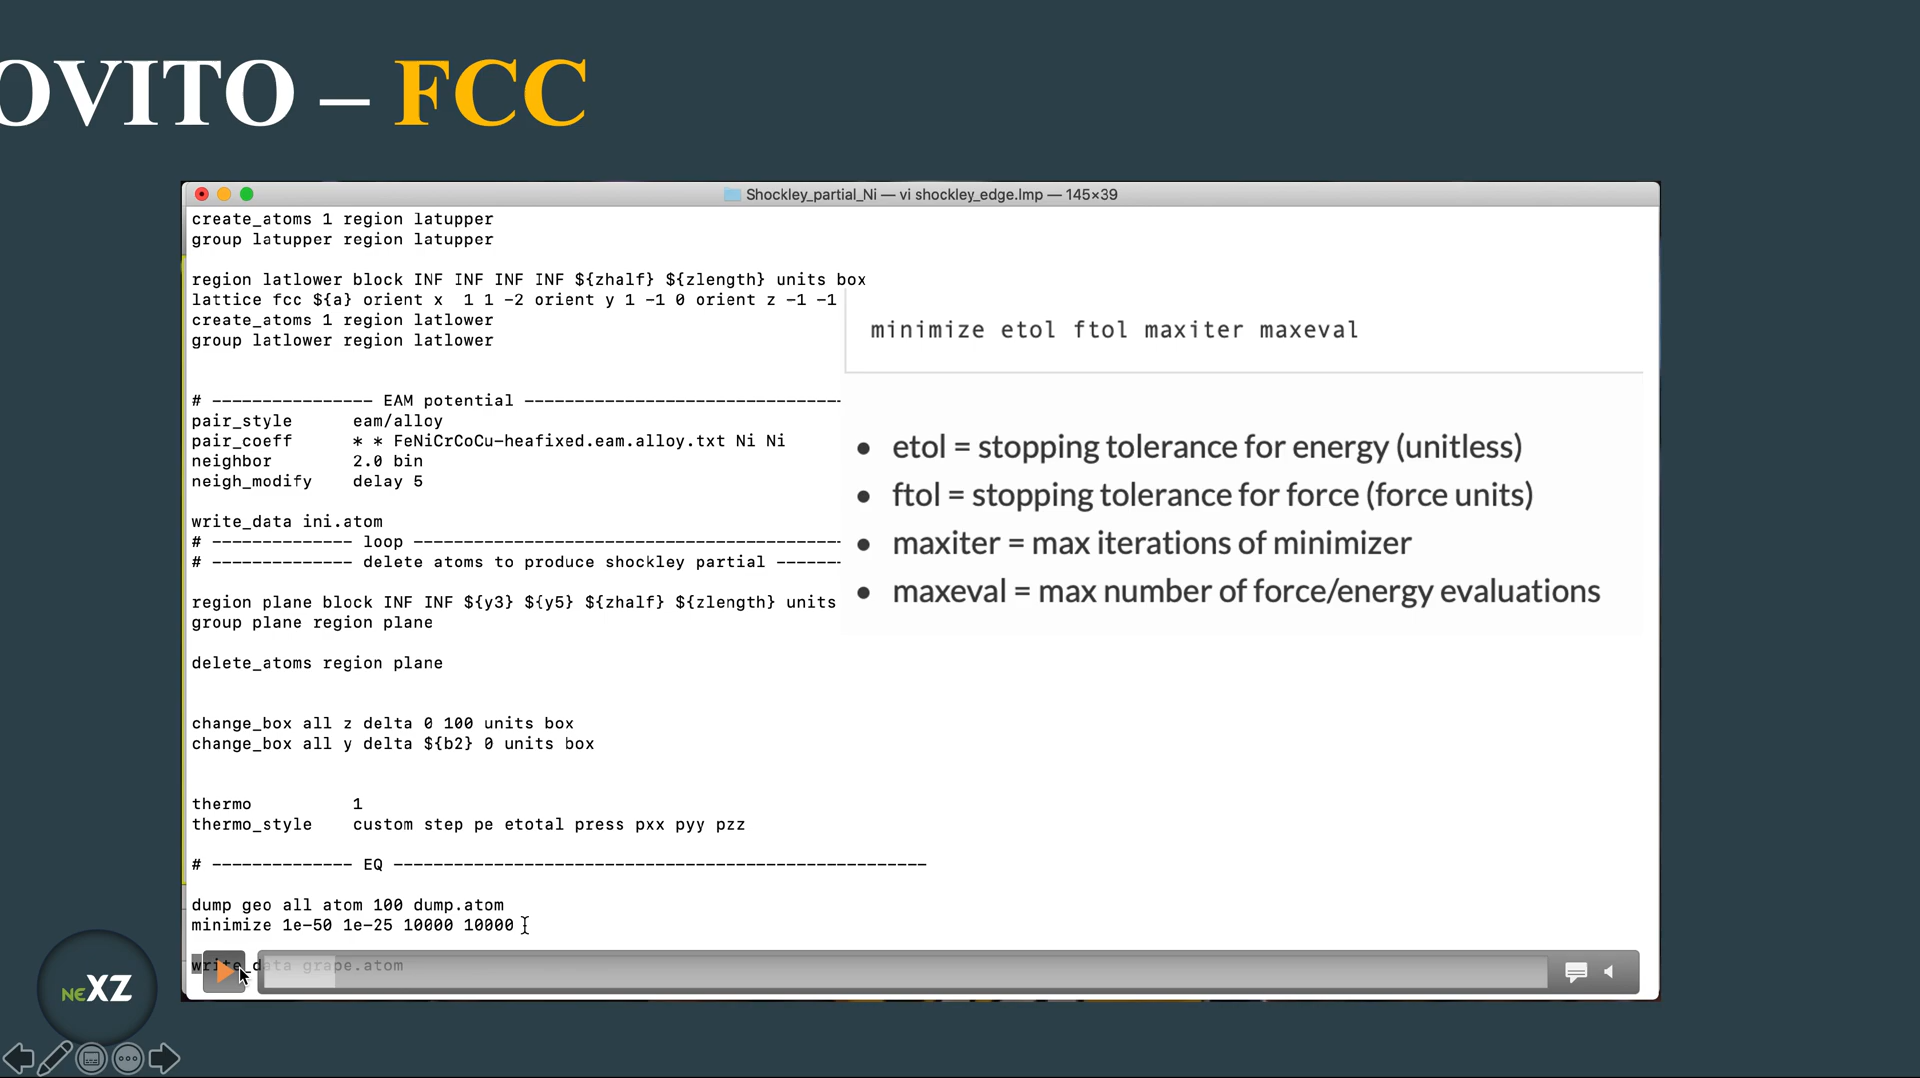 OVITO – FCC
Shockley_partial_Ni — vi shockley_edge.lmp — 145×39
create_atoms 1 region latupper
group latupper region latupper
region latlower block INF INF INF INF ${zhalf} ${zlength} units box
lattice fcc ${a} orient x  1 1 -2 orient y 1 -1 0 orient z -1 -1
create_atoms 1 region latlower
group latlower region latlower
minimize etol ftol maxiter maxeval
# ---------------- EAM potential --------------------------------
pair_style      eam/alloy
pair_coeff      * * FeNiCrCoCu-heafixed.eam.alloy.txt Ni Ni
neighbor        2.0 bin
neigh_modify    delay 5
• etol = stopping tolerance for energy (unitless)
• ftol = stopping tolerance for force (force units)
• maxiter = max iterations of minimizer
• maxeval = max number of force/energy evaluations
write_data ini.atom
# -------------- loop -------------------------------------------
# -------------- delete atoms to produce shockley partial -------
region plane block INF INF ${y3} ${y5} ${zhalf} ${zlength} units
group plane region plane
delete_atoms region plane
change_box all z delta 0 100 units box
change_box all y delta ${b2} 0 units box
thermo          1
thermo_style    custom step pe etotal press pxx pyy pzz
# -------------- EQ -----------------------------------------------------
dump geo all atom 100 dump.atom
minimize 1e-50 1e-25 10000 10000
write_data grape.atom
NEXZ